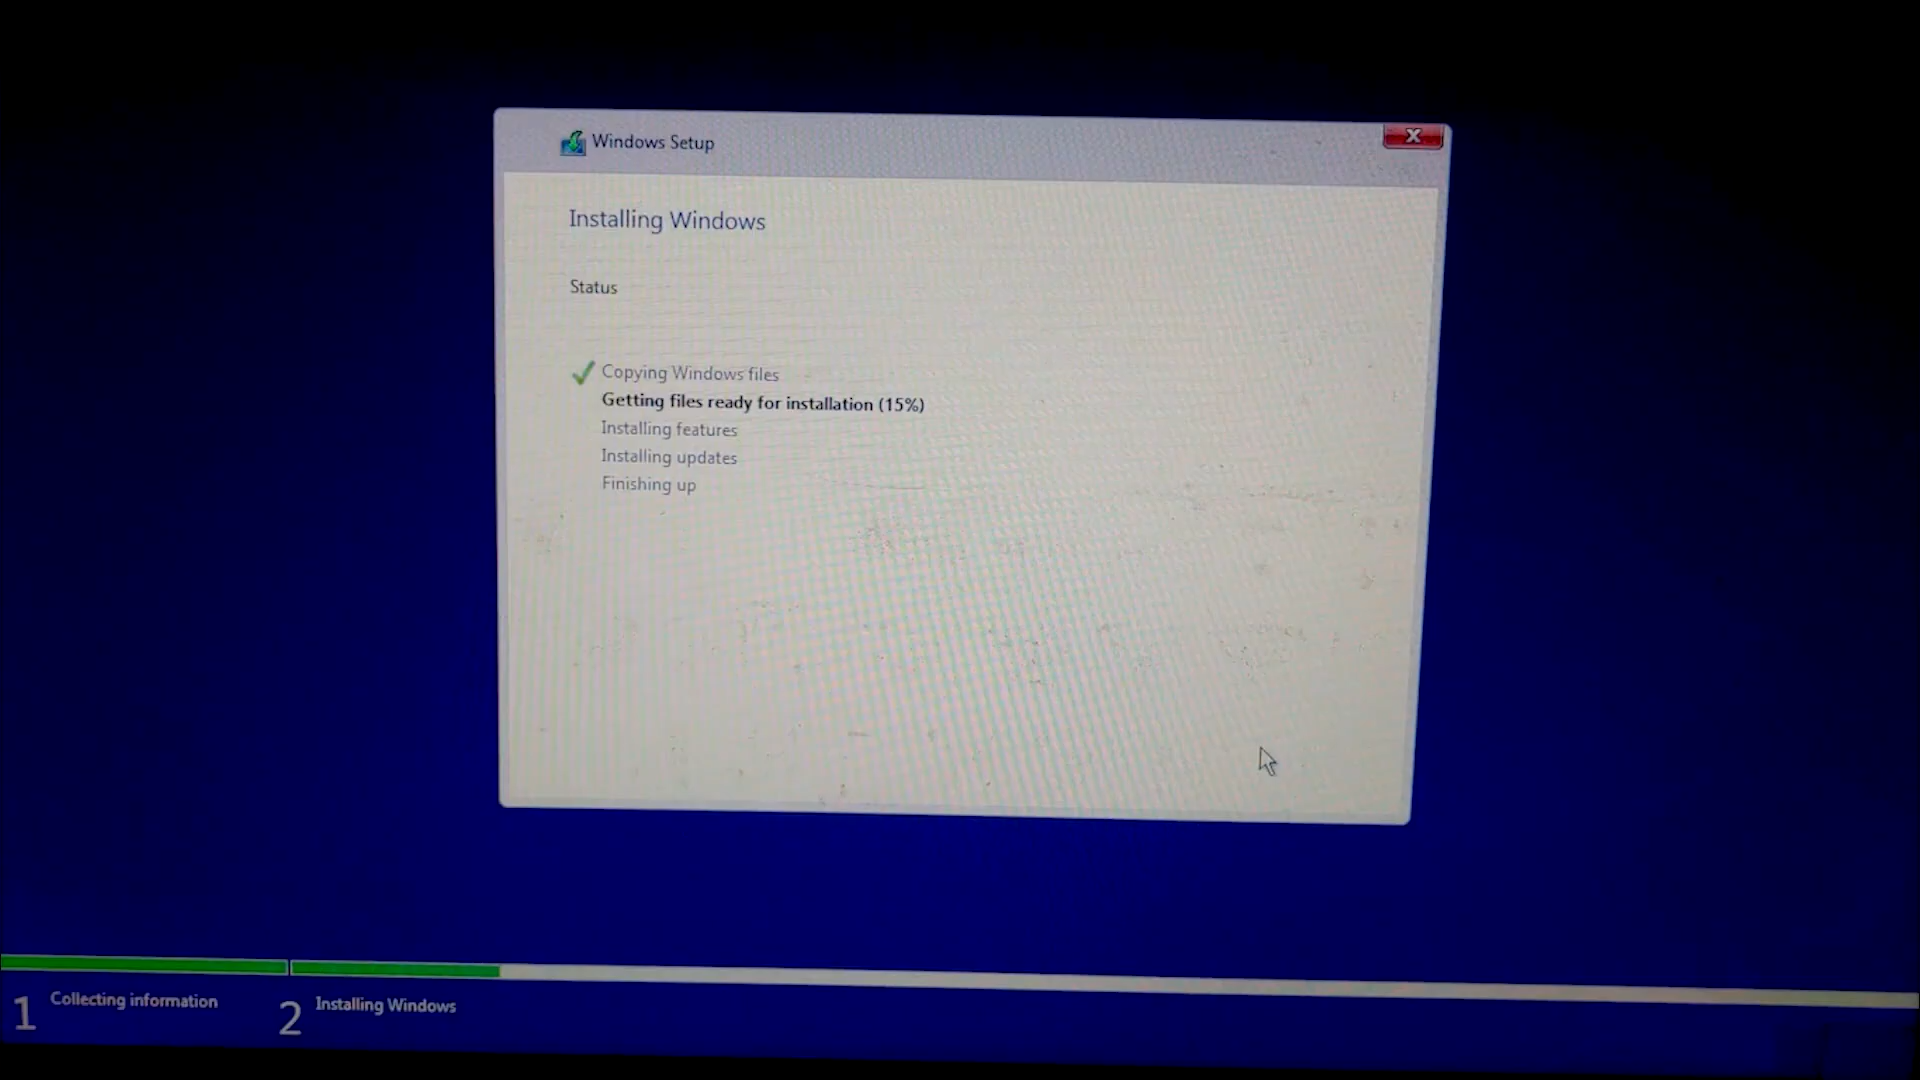 Windows Setup
Installing Windows
Status
Copying Windows files
Getting files ready for installation (15%)
Installing features
Installing updates
Finishing up
1 Collecting information
2 Installing Windows